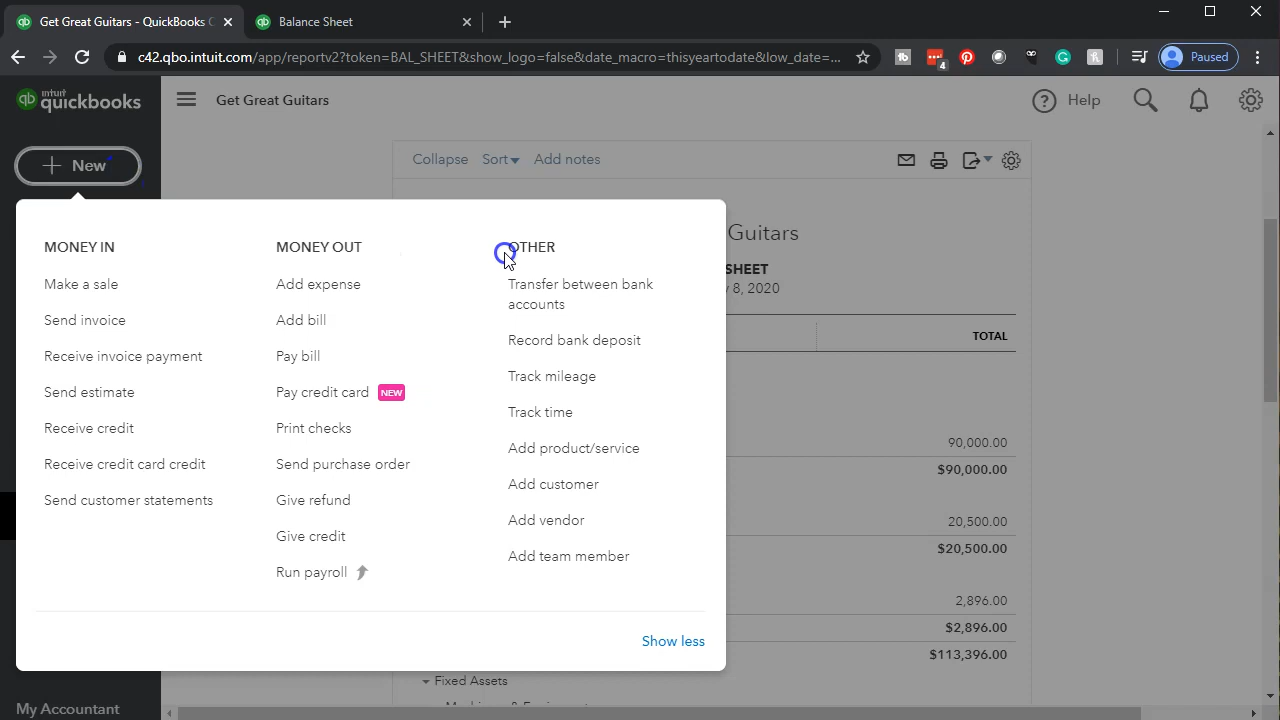 Get Great Guitars - QuickBooks
Balance Sheet
c42.qbo.intuit.com/app/reportv2?token=BAL_SHEET&show_logo=false&date_macro=thisyeartodate&low_date=...
4
Paused
intuit
quickbooks
Get Great Guitars
Help
New
Collapse Sort Add notes
Guitars
SHEET
8, 2020
TOTAL
MONEY IN
Make a sale
Send invoice
Receive invoice payment
Send estimate
Receive credit
Receive credit card credit
Send customer statements
MONEY OUT
Add expense
Add bill
Pay bill
Pay credit card NEW
Print checks
Send purchase order
Give refund
Give credit
Run payroll
OTHER
Transfer between bank
accounts
Record bank deposit
Track mileage
Track time
Add product/service
Add customer
Add vendor
Add team member
Show less
90,000.00
$90,000.00
20,500.00
$20,500.00
2,896.00
$2,896.00
$113,396.00
Fixed Assets
My Accountant